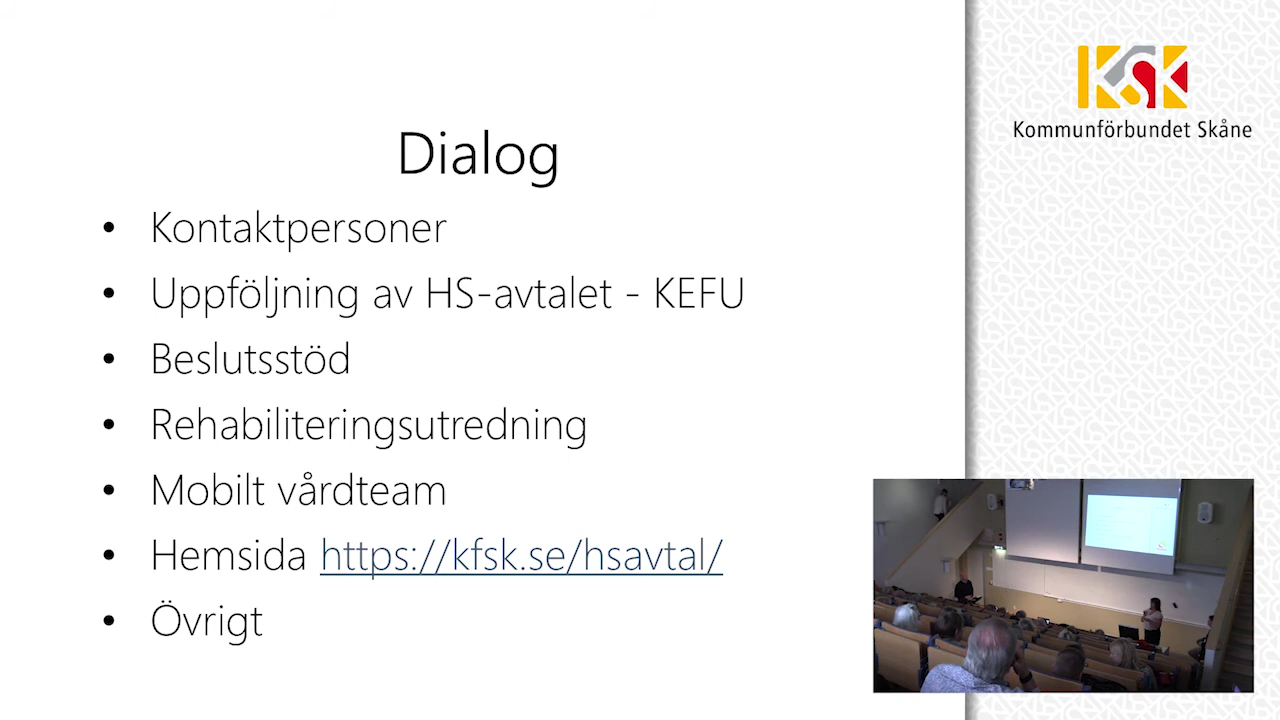 KSK
Kommunförbundet Skåne
Dialog
• Kontaktpersoner
• Uppföljning av HS-avtalet - KEFU
• Beslutsstöd
• Rehabiliteringsutredning
• Mobilt vårdteam
• Hemsida https://kfsk.se/hsavtal/
• Övrigt